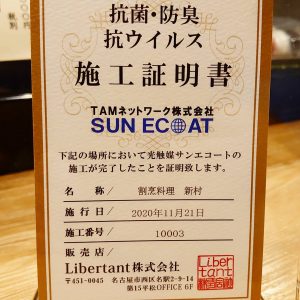 抗菌・防臭
抗ウイルス
施工証明書
TAMネットワーク株式会社
SUN ECOAT
下記の場所において光触媒サンエコートの
施工が完了したことを証明致します。
名 称/ 割烹料理 新村
施 行 日/ 2020年11月21日
施工番号/ 10003
販 売 店/
Libertant株式会社
〒451-0045 名古屋市西区名駅2-9-14
第15平松OFFICE 6F
Liber
tant